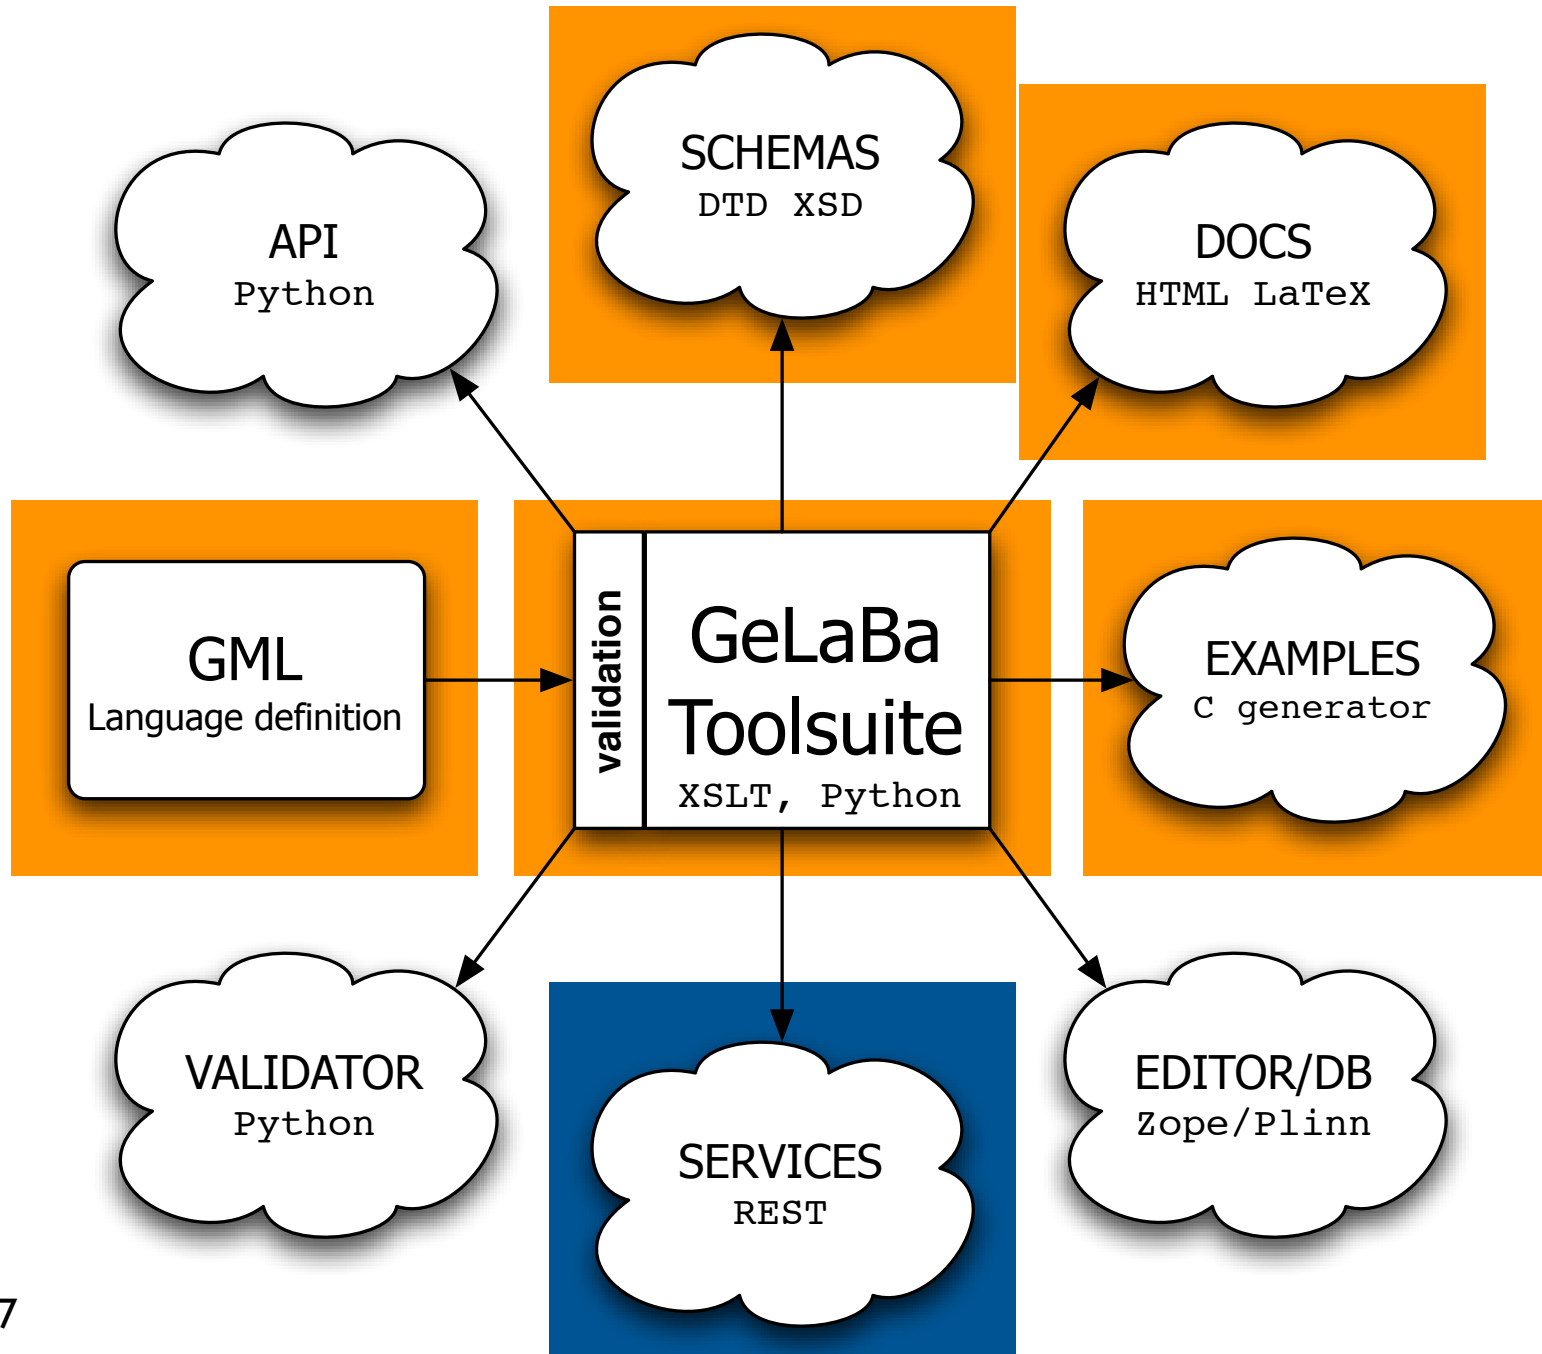 SCHEMAS
DTD XSD
API
Python
DOCS
HTML LaTeX
GML
Language definition
validation
GeLaBa
Toolsuite
XSLT, Python
EXAMPLES
C generator
VALIDATOR
Python
SERVICES
REST
EDITOR/DB
Zope/Plinn
7